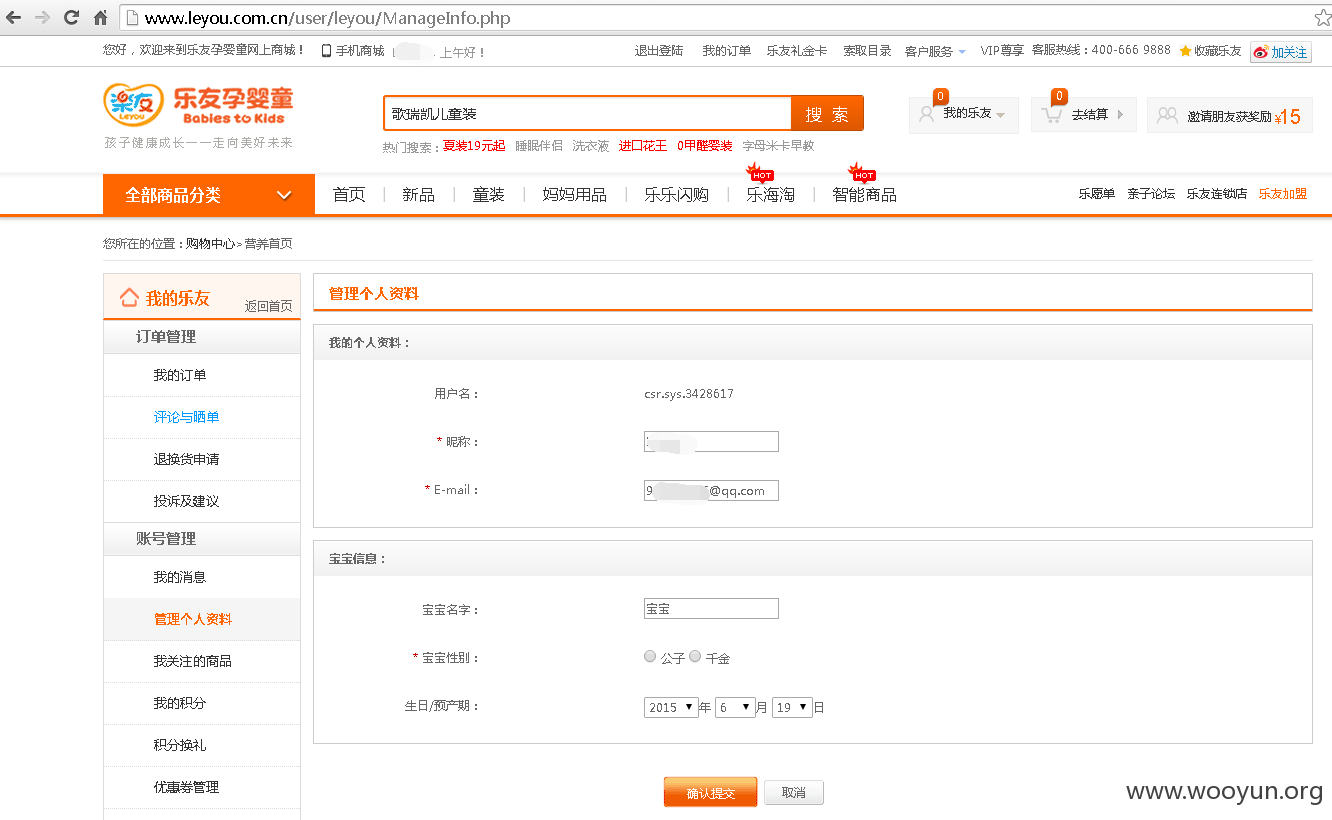 www.leyou.com.cn/user/leyou/ManageInfo.php
您好，欢迎来到乐友孕婴童网上商城！ 手机商城 上午好！ 退出登陆 我的订单 乐友礼金卡 索取目录 客户服务 VIP尊享 客服热线：400-666 9888 收藏乐友 加关注
乐友 LEYOU 乐友孕婴童
Babies to Kids
孩子健康成长一一走向美好未来
歌瑞凯儿童装 搜 索
0 我的乐友 0 去结算 邀请朋友获奖励 ¥15
热门搜索：夏装19元起 睡眠伴侣 洗衣液 进口花王 0甲醛婴装 字母米卡早教
HOT HOT
全部商品分类 首页 新品 童装 妈妈用品 乐乐闪购 乐海淘 智能商品 乐愿单 亲子论坛 乐友连锁店 乐友加盟
您所在的位置：购物中心> 营养首页
我的乐友 返回首页
订单管理
我的订单
评论与晒单
退换货申请
投诉及建议
账号管理
我的消息
管理个人资料
我关注的商品
我的积分
积分换礼
优惠券管理
管理个人资料
我的个人资料：
用户名： csr.sys.3428617
* 昵称：
* E-mail： 9 @qq.com
宝宝信息：
宝宝名字： 宝宝
* 宝宝性别： 公子 千金
生日/预产期： 2015 年 6 月 19 日
确认提交 取消
www.wooyun.org